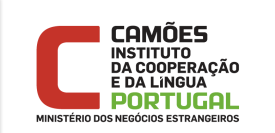 CAMÕES
INSTITUTO
DA COOPERAÇÃO
E DA LÍNGUA
PORTUGAL
MINISTÉRIO DOS NEGÓCIOS ESTRANGEIROS